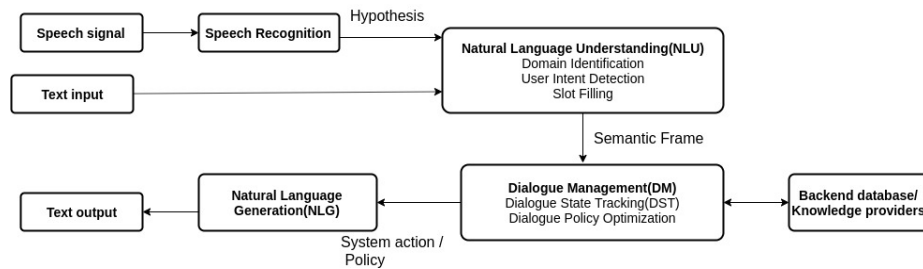 Hypothesis
Speech signal
Speech Recognition
Natural Language Understanding(NLU)
Domain Identification
User Intent Detection
Slot Filling
Text input
Semantic Frame
Dialogue Management(DM)
Dialogue State Tracking(DST)
Dialogue Policy Optimization
Backend database/
Knowledge providers
Natural Language
Generation(NLG)
Text output
System action /
Policy